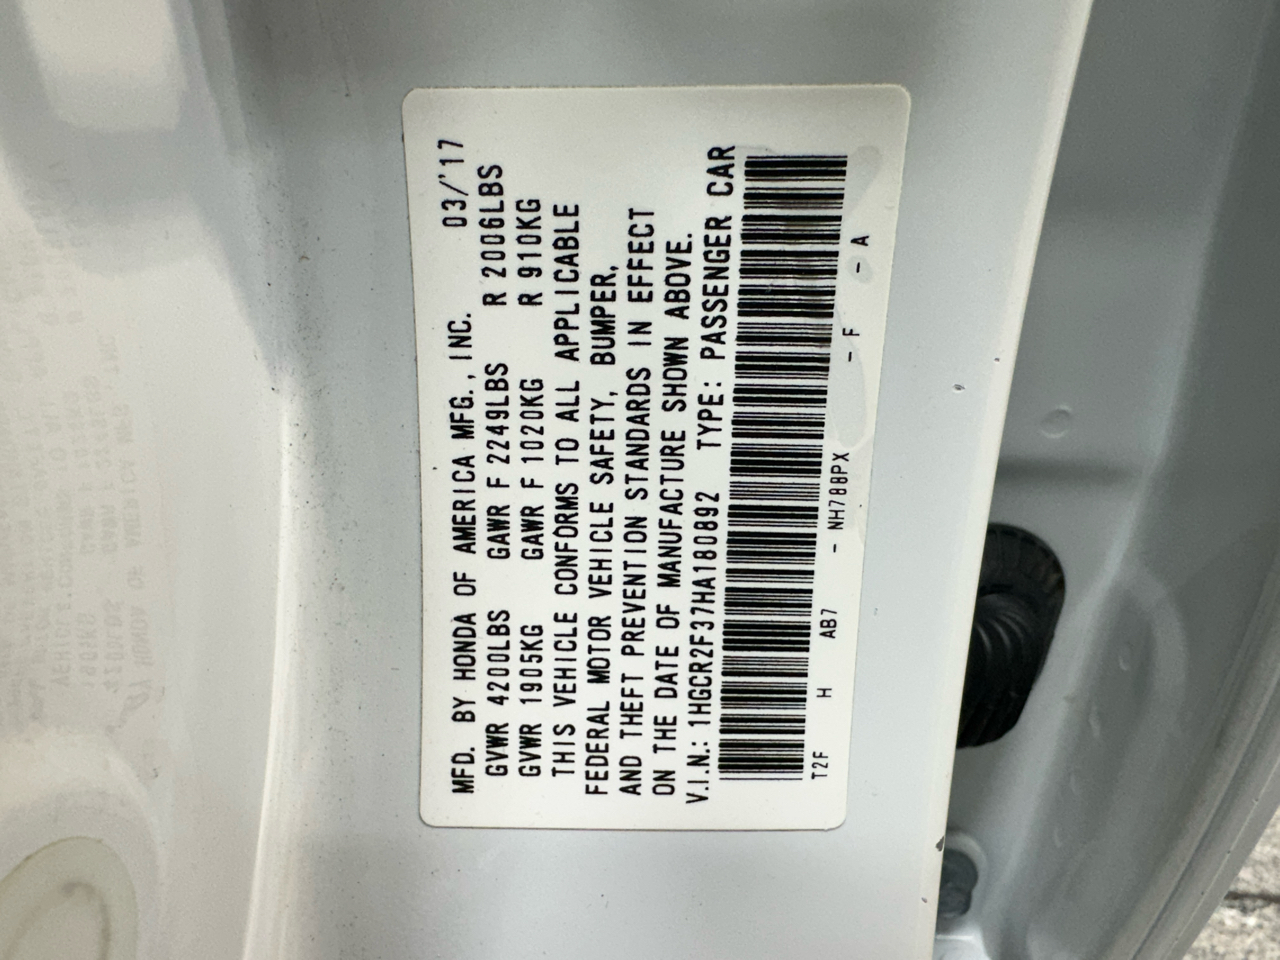 MFD. BY HONDA OF AMERICA MFG., INC. 03/'17
GVWR 4200LBS GAWR F 2249LBS R 2006LBS
GVWR 1905KG GAWR F 1020KG R 910KG
THIS VEHICLE CONFORMS TO ALL APPLICABLE
FEDERAL MOTOR VEHICLE SAFETY, BUMPER,
AND THEFT PREVENTION STANDARDS IN EFFECT
ON THE DATE OF MANUFACTURE SHOWN ABOVE.
V.I.N.: 1HGCR2F37HA180892 TYPE: PASSENGER CAR
T2F H AB7 - NH788PX - F - A